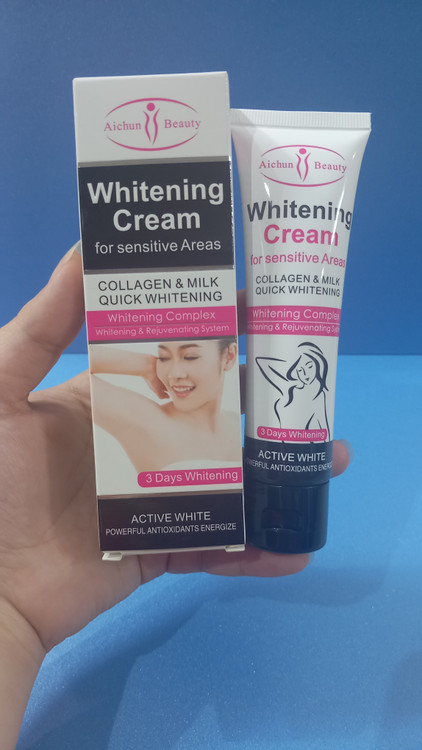 Aichun Beauty
Whitening
Cream
for sensitive Areas
COLLAGEN & MILK
QUICK WHITENING
Whitening Complex
Whitening & Rejuvenating System
3 Days Whitening
ACTIVE WHITE
POWERFUL ANTIOXIDANTS ENERGIZE
Aichun Beauty
Whitening
Cream
for sensitive Areas
COLLAGEN & MILK
QUICK WHITENING
Whitening Complex
& Rejuvenating
3 Days Whitening
ACTIVE WHITE
ANTIOXIDANTS